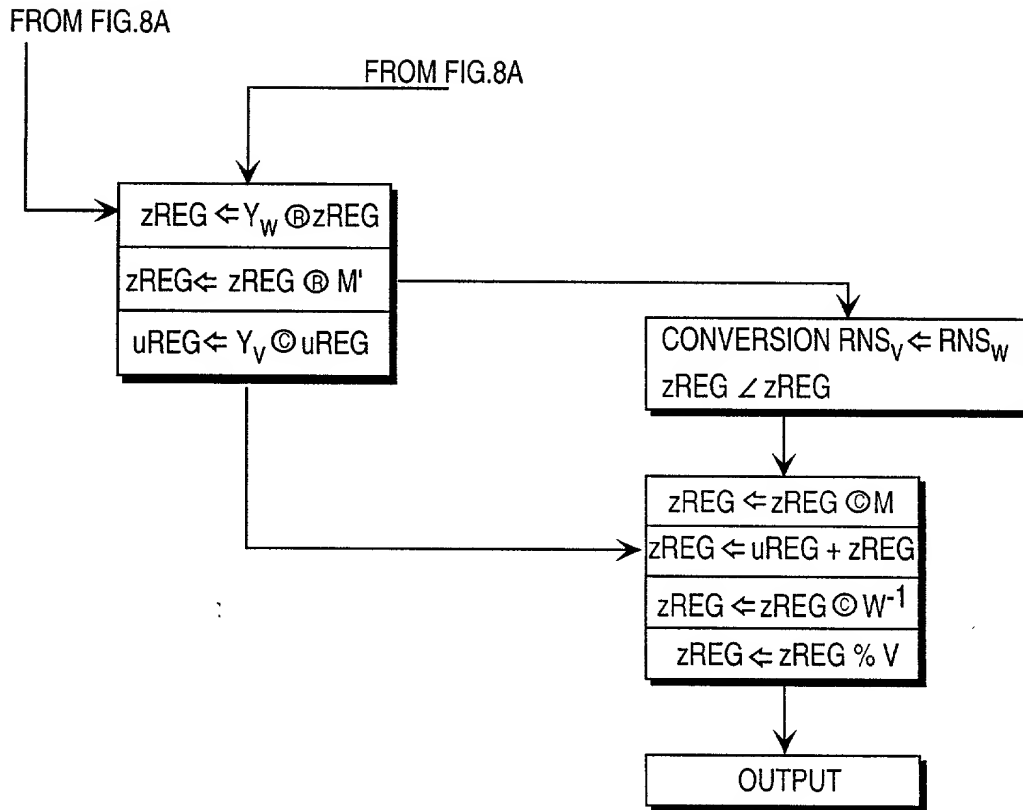 FROM FIG.8A
FROM FIG.8A
zREG ⇐ Y_W Ⓡ zREG
zREG ⇐ zREG Ⓡ M'
uREG ⇐ Y_V © uREG
CONVERSION RNS_V ⇐ RNS_W
zREG ∠ zREG
zREG ⇐ zREG © M
zREG ⇐ uREG + zREG
zREG ⇐ zREG © W⁻¹
zREG ⇐ zREG % V
OUTPUT